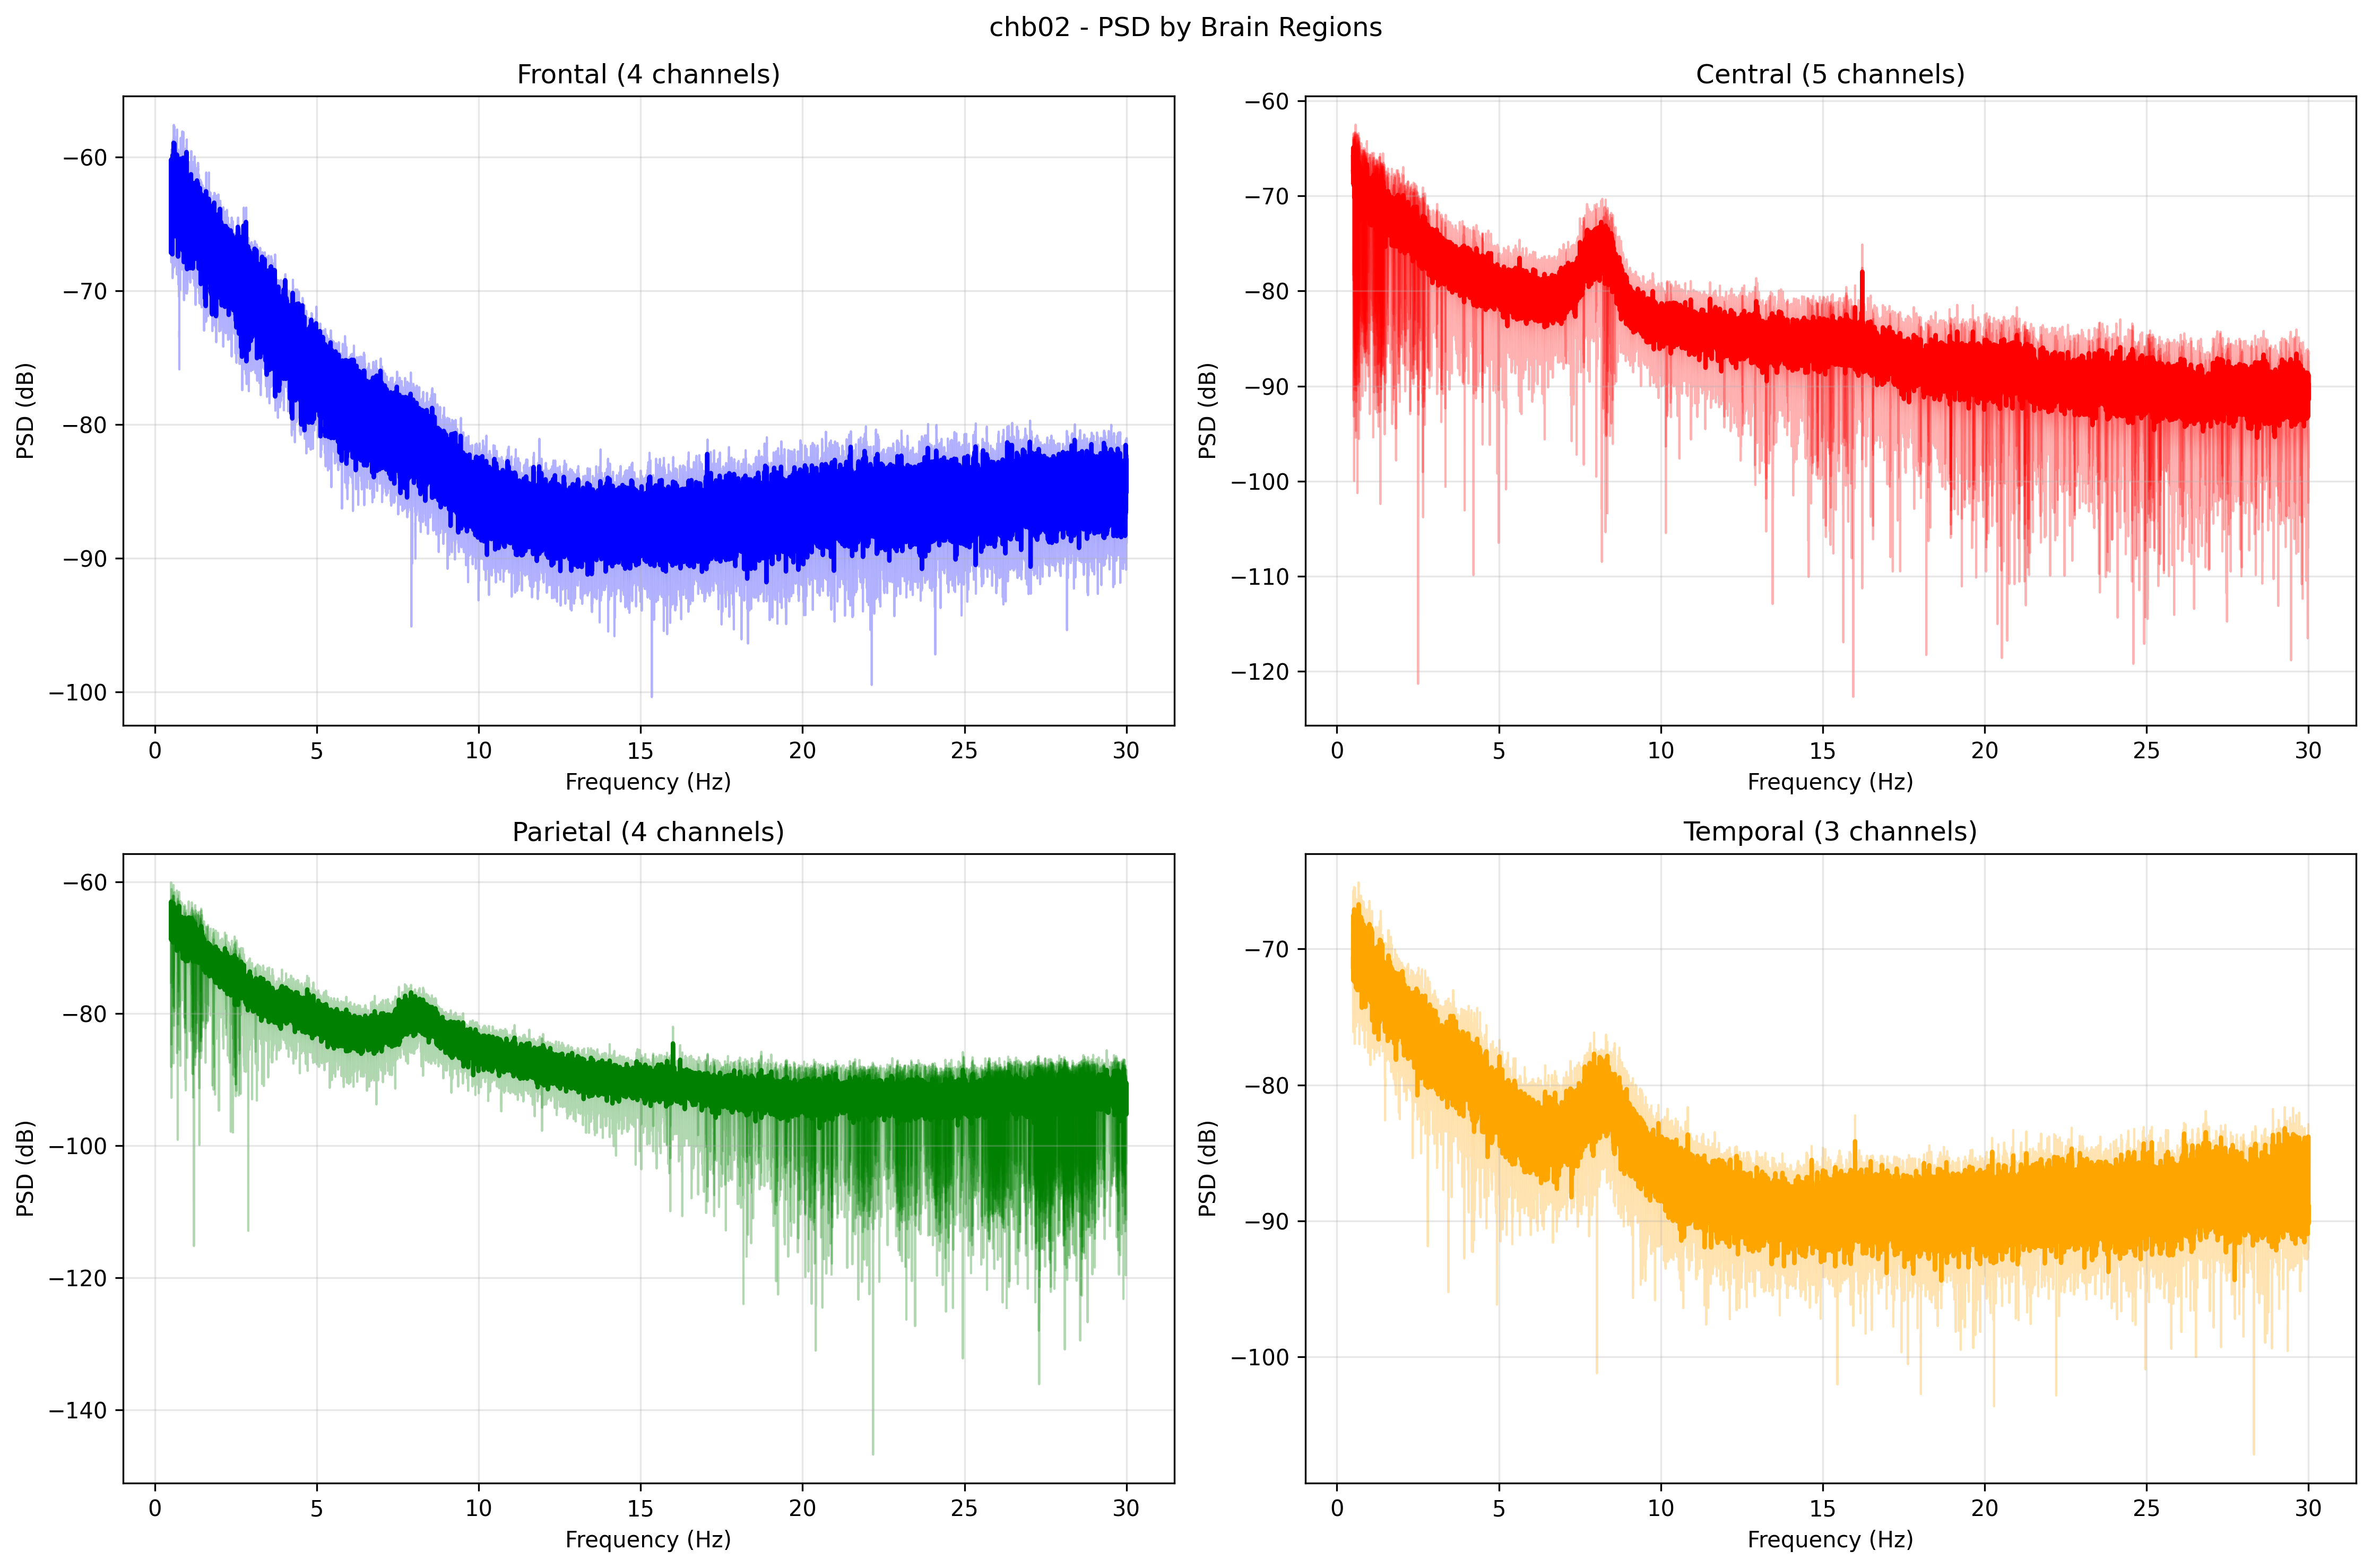 chb02 - PSD by Brain Regions
Frontal (4 channels)
PSD (dB)
−60
−70
−80
−90
−100
0 5 10 15 20 25 30
Frequency (Hz)
Central (5 channels)
PSD (dB)
−60
−70
−80
−90
−100
−110
−120
0 5 10 15 20 25 30
Frequency (Hz)
Parietal (4 channels)
PSD (dB)
−60
−80
−100
−120
−140
0 5 10 15 20 25 30
Frequency (Hz)
Temporal (3 channels)
PSD (dB)
−70
−80
−90
−100
0 5 10 15 20 25 30
Frequency (Hz)